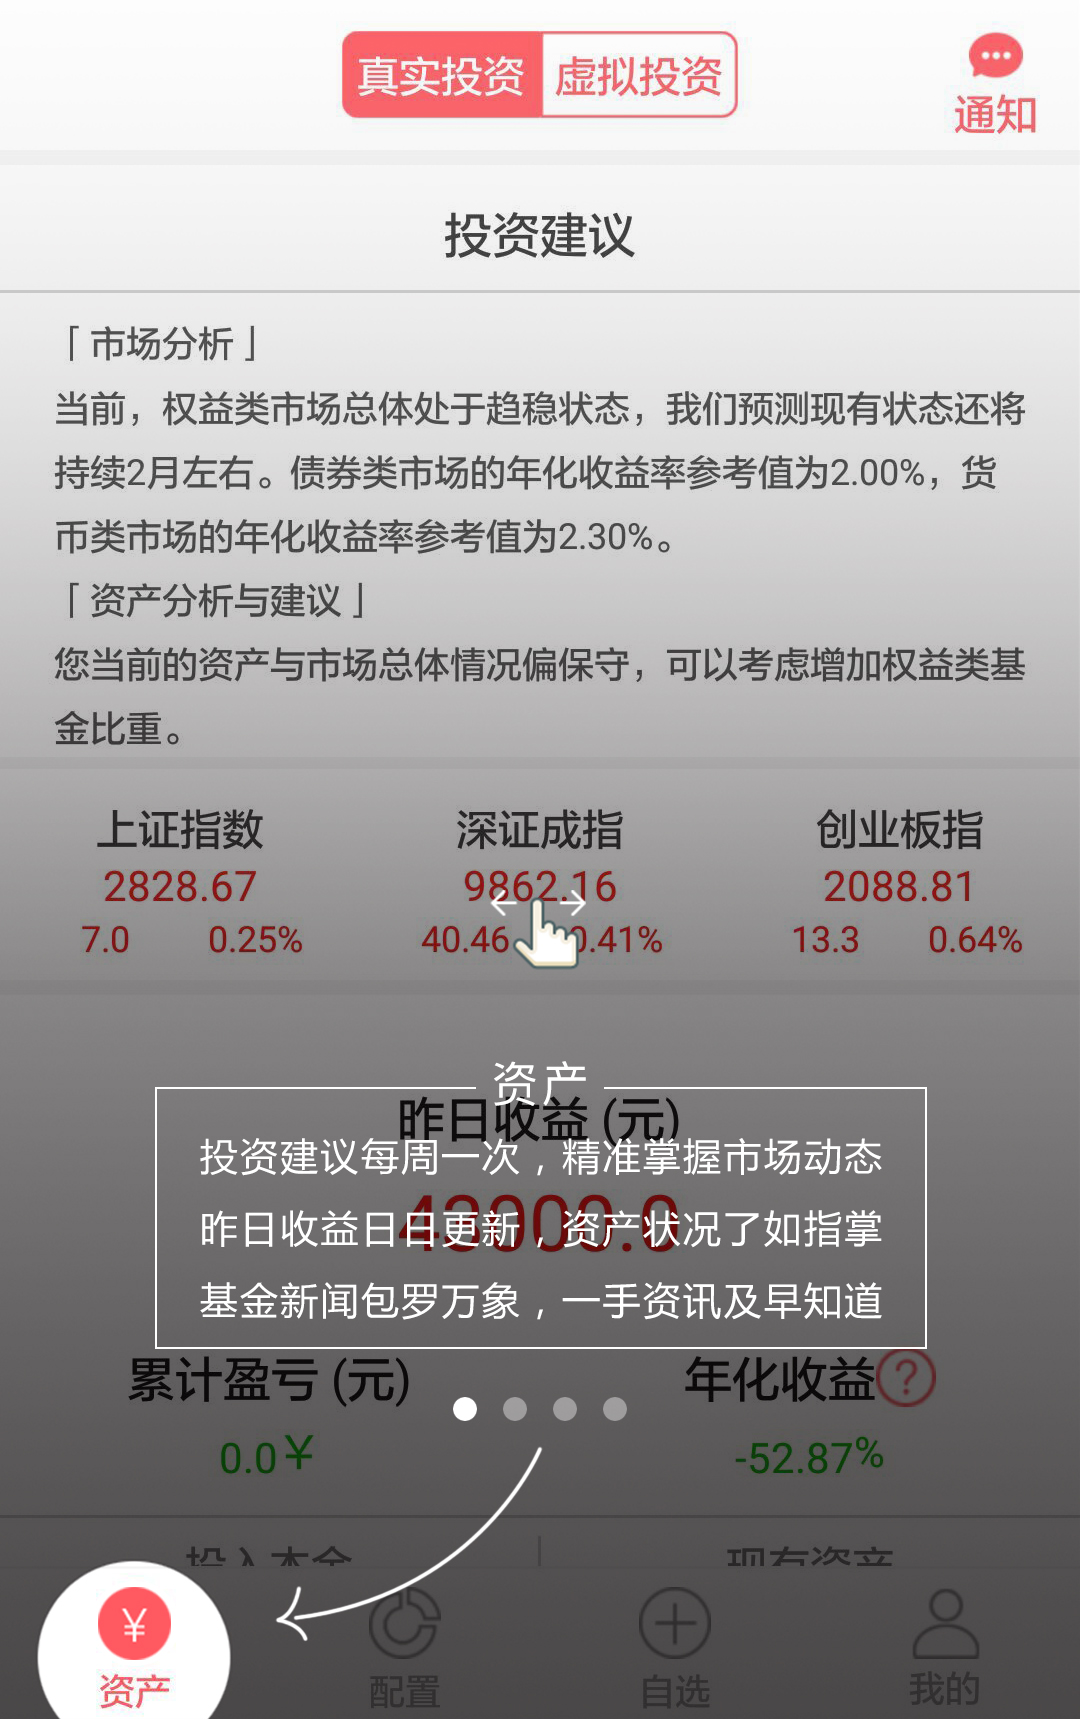 真实投资 虚拟投资
通知
投资建议
「 市场分析 」
当前，权益类市场总体处于趋稳状态，我们预测现有状态还将
持续2月左右。债券类市场的年化收益率参考值为2.00%，货
币类市场的年化收益率参考值为2.30%。
「 资产分析与建议 」
您当前的资产与市场总体情况偏保守，可以考虑增加权益类基
金比重。
上证指数 深证成指 创业板指
2828.67 9862.16 2088.81
7.0 0.25% 40.46 0.41% 13.3 0.64%
资产
昨日收益 (元)
投资建议每周一次，精准掌握市场动态
昨日收益日日更新，资产状况了如指掌
基金新闻包罗万象，一手资讯及早知道
累计盈亏 (元) 年化收益 ?
0.0¥ -52.87%
投入本金 现有资产
¥
资产 配置 自选 我的